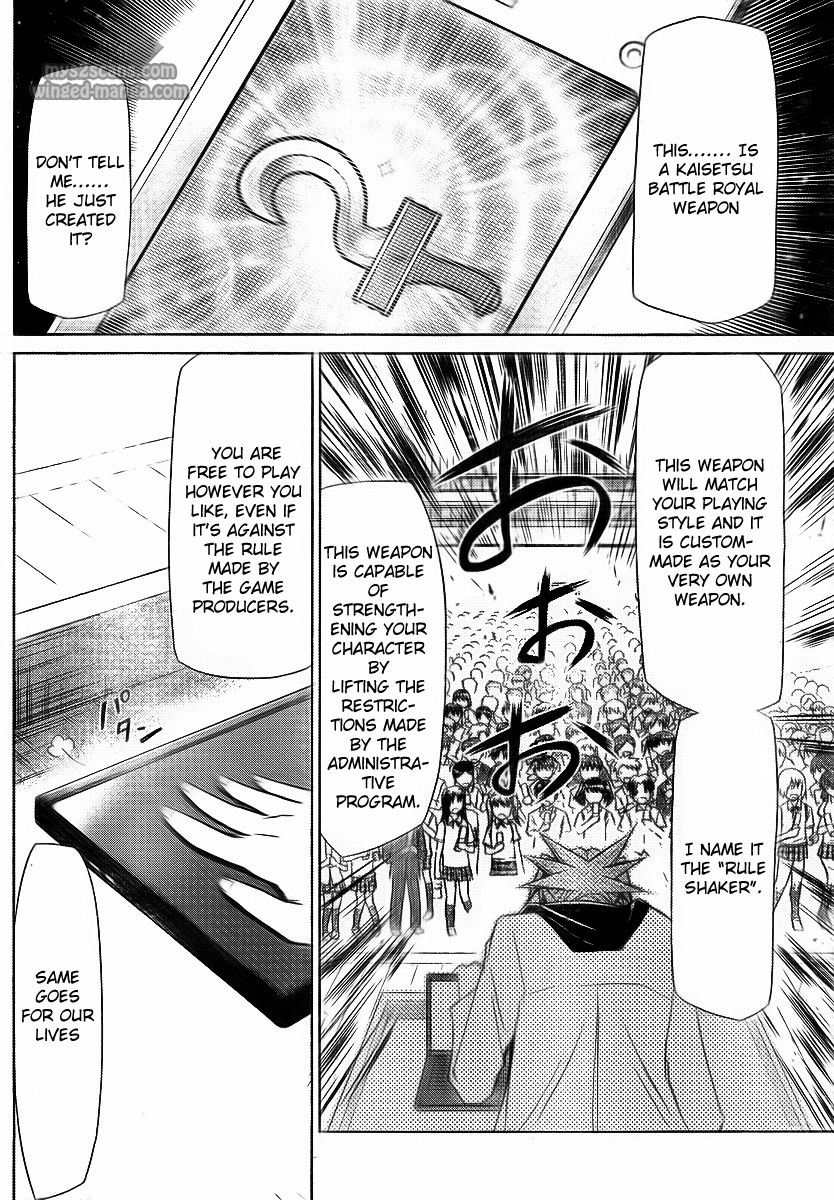 mys2scans.com
winged-manga.com
THIS....... IS
A KAISETSU
BATTLE ROYAL
WEAPON
DON'T TELL
ME......
HE JUST
CREATED
IT?
THIS WEAPON
WILL MATCH
YOUR PLAYING
STYLE AND IT
IS CUSTOM-
MADE AS YOUR
VERY OWN
WEAPON.
I NAME IT
THE "RULE
SHAKER".
お
お
お
THIS WEAPON
IS CAPABLE
OF
STRENGTH-
ENING YOUR
CHARACTER
BY
LIFTING THE
RESTRIC-
TIONS MADE
BY THE
ADMINISTRA-
TIVE
PROGRAM.
YOU ARE
FREE TO PLAY
HOWEVER YOU
LIKE, EVEN IF
IT'S AGAINST
THE RULE
MADE BY
THE GAME
PRODUCERS.
パタン
SAME
GOES
FOR OUR
LIVES